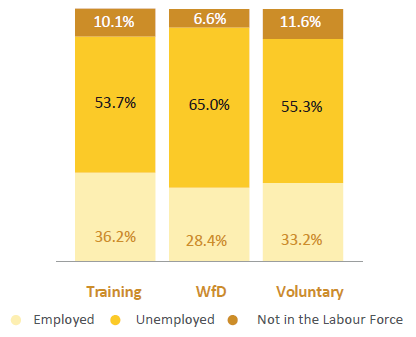 10.1% 6.6% 11.6%
53.7% 65.0% 55.3%
36.2% 28.4% 33.2%
Training WfD Voluntary
Employed Unemployed Not in the Labour Force